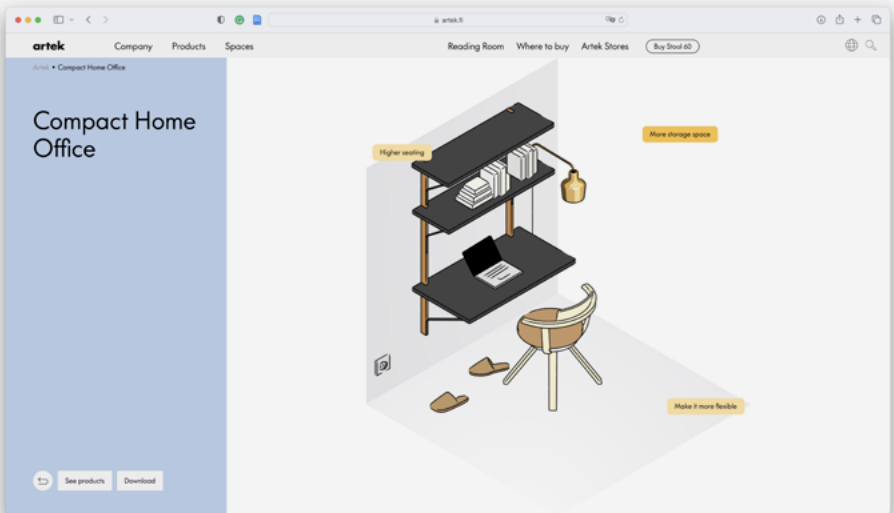 artek.fi
artek
Company
Products
Spaces
Reading Room
Where to buy
Artek Stores
Buy Stool 60
Artek • Compact Home Office
Compact Home
Office
Higher seating
More storage space
Make it more flexible
See products
Download